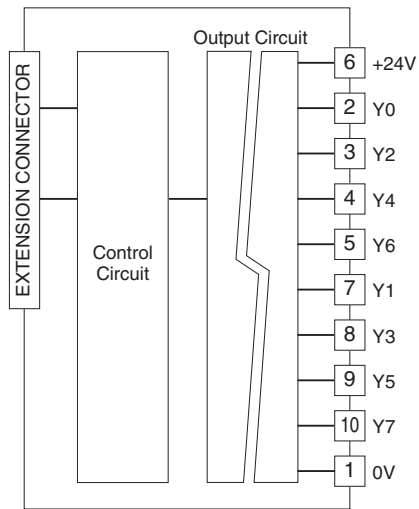 Output Circuit
EXTENSION CONNECTOR
Control
Circuit
6 +24V
2 Y0
3 Y2
4 Y4
5 Y6
7 Y1
8 Y3
9 Y5
10 Y7
1 0V